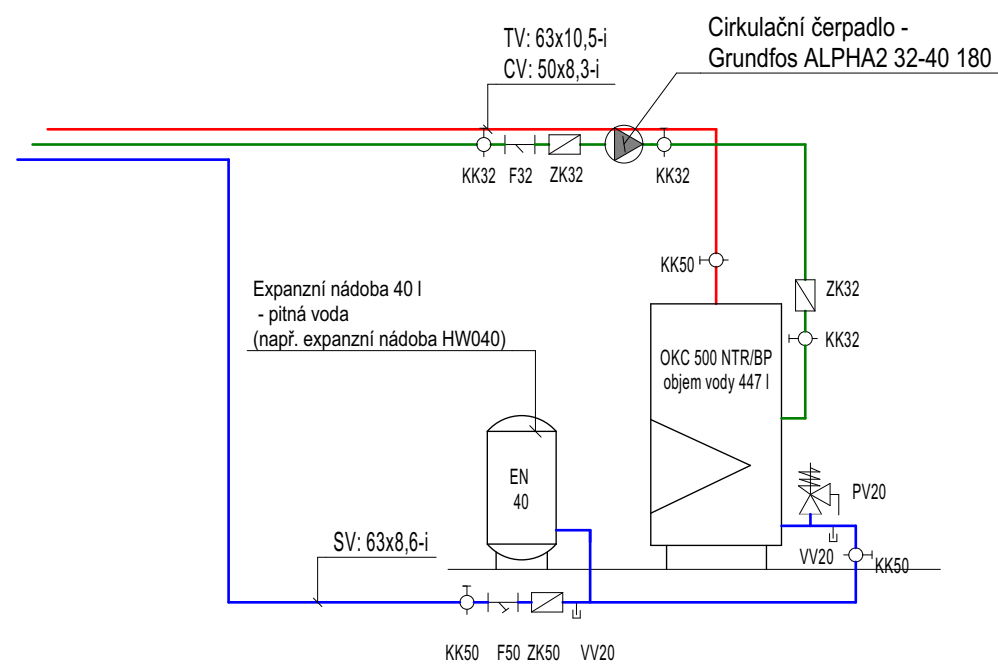 TV: 63x10,5-i
CV: 50x8,3-i
Cirkulační čerpadlo -
Grundfos ALPHA2 32-40 180
KK32
F32
ZK32
KK32
KK50
ZK32
KK32
Expanzní nádoba 40 l
- pitná voda
(např. expanzní nádoba HW040)
OKC 500 NTR/BP
objem vody 447 l
EN
40
PV20
VV20
KK50
SV: 63x8,6-i
KK50
F50
ZK50
VV20